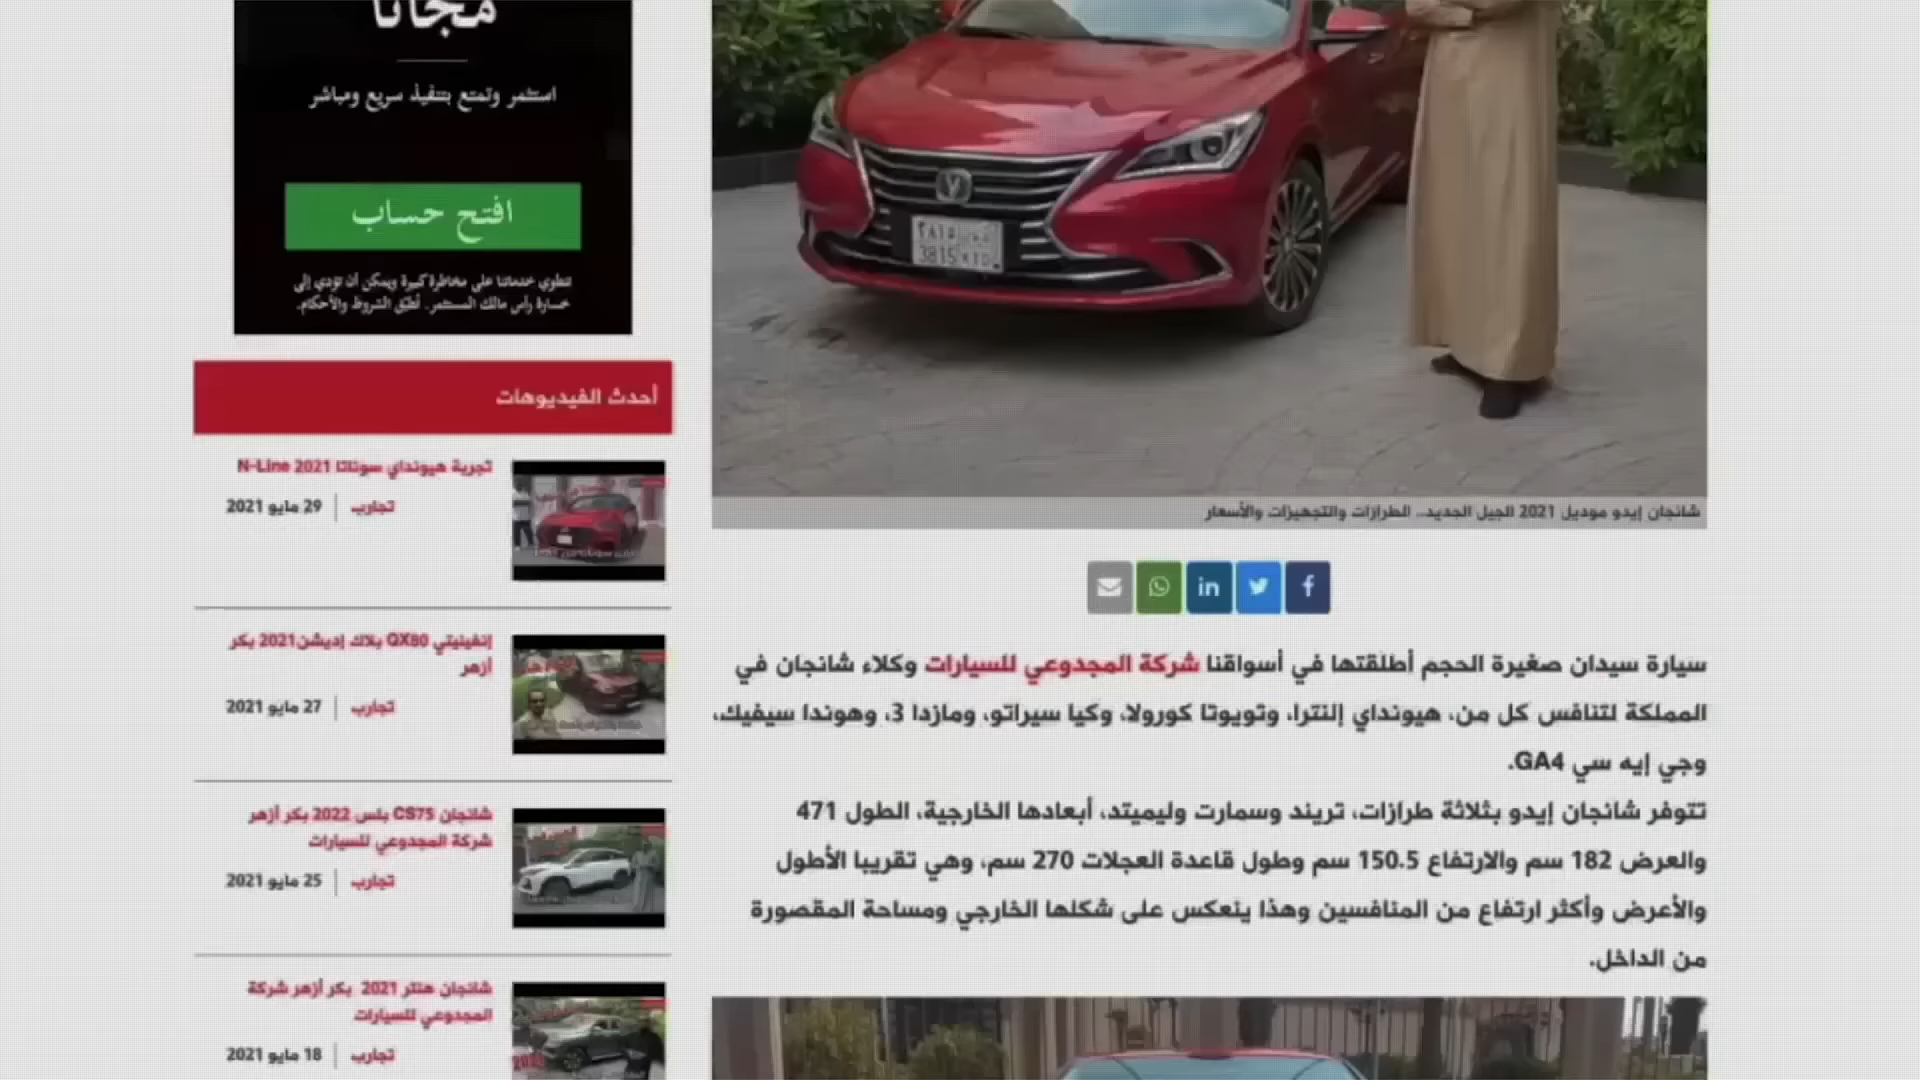 مجانا
استثمر وتمتع بتنفيذ سريع ومباشر
افتح حساب
تنطوي خدماتنا على مخاطرة كبيرة ويمكن أن تؤدي إلى
خسارة رأس مالك المستثمر. تُطبّق الشروط والأحكام.
3815
شانجان إيدو موديل 2021 الجيل الجديد.. الطرازات والتجهيزات والأسعار
سيارة سيدان صغيرة الحجم أطلقتها في أسواقنا شركة المجدوعي للسيارات وكلاء شانجان في
المملكة لتنافس كل من، هيونداي إلنترا، وتويوتا كورولا، وكيا سيراتو، ومازدا 3، وهوندا سيفيك،
وجي إيه سي GA4.
تتوفر شانجان إيدو بثلاثة طرازات، تريند وسمارت وليميتد، أبعادها الخارجية، الطول 471
والعرض 182 سم والارتفاع 150.5 سم وطول قاعدة العجلات 270 سم، وهي تقريبا الأطول
والأعرض وأكثر ارتفاع من المنافسين وهذا ينعكس على شكلها الخارجي ومساحة المقصورة
من الداخل.
أحدث الفيديوهات
تجربة هيونداي سوناتا 2021 N-Line
تجارب | 29 مايو 2021
إنفينيتي QX80 بلاك إديشن2021 بكر
أزهر
تجارب | 27 مايو 2021
شانجان CS75 بلس 2022 بكر أزهر
شركة المجدوعي للسيارات
تجارب | 25 مايو 2021
شانجان هنتر 2021 بكر أزهر شركة
المجدوعي للسيارات
تجارب | 18 مايو 2021